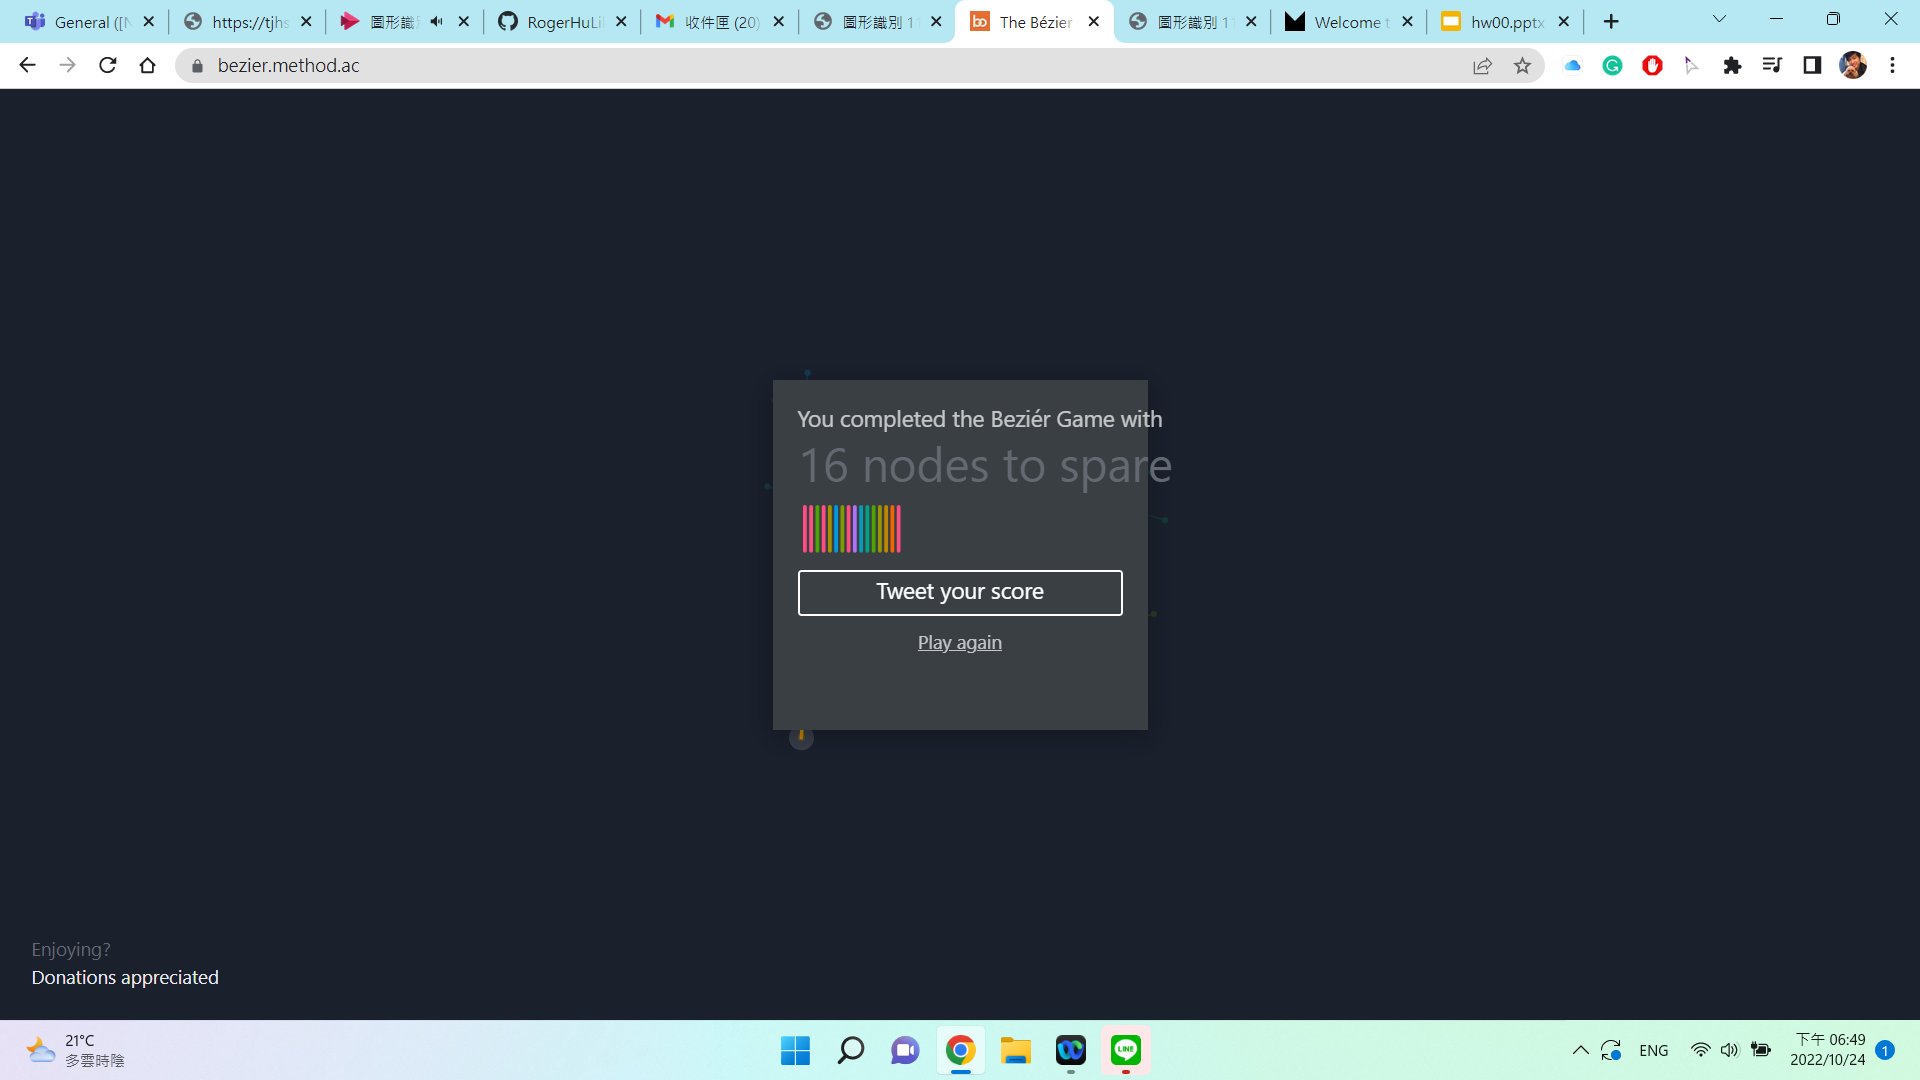 General ([N
https://tjhs
圖形識別
RogerHuLi
收件匣 (20)
圖形識別 1
The Bézier
圖形識別 1
Welcome t
hw00.pptx
bezier.method.ac
You completed the Beziér Game with
16 nodes to spare
Tweet your score
Play again
Enjoying?
Donations appreciated
21°C
多雲時陰
LINE
ENG
下午 06:49
2022/10/24
1